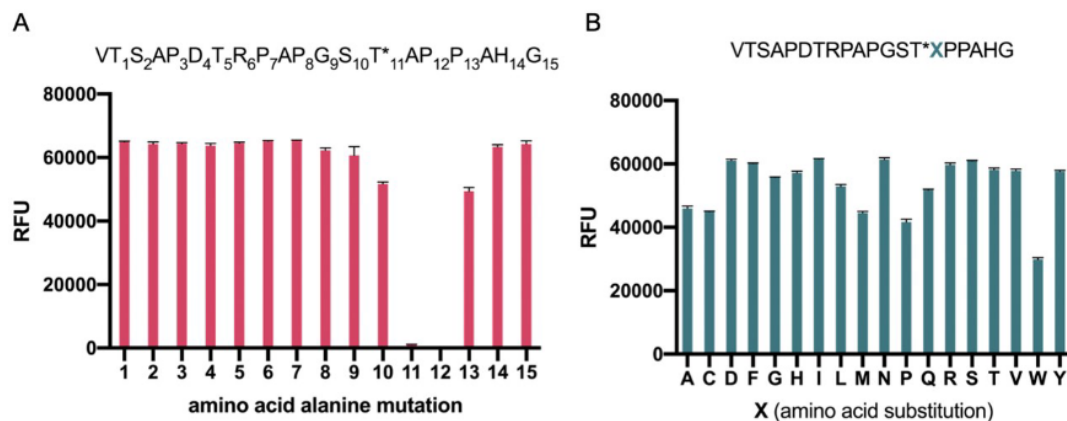 A
VT₁S₂AP₃D₄T₅R₆P₇AP₈G₉S₁₀T*₁₁AP₁₂P₁₃AH₁₄G₁₅
80000
60000
40000
20000
0
RFU
1 2 3 4 5 6 7 8 9 10 11 12 13 14 15
amino acid alanine mutation
B
VTSAPDTRPAPGST*XPPAHG
80000
60000
40000
20000
0
RFU
A C D F G H I L M N P Q R S T V W Y
X (amino acid substitution)